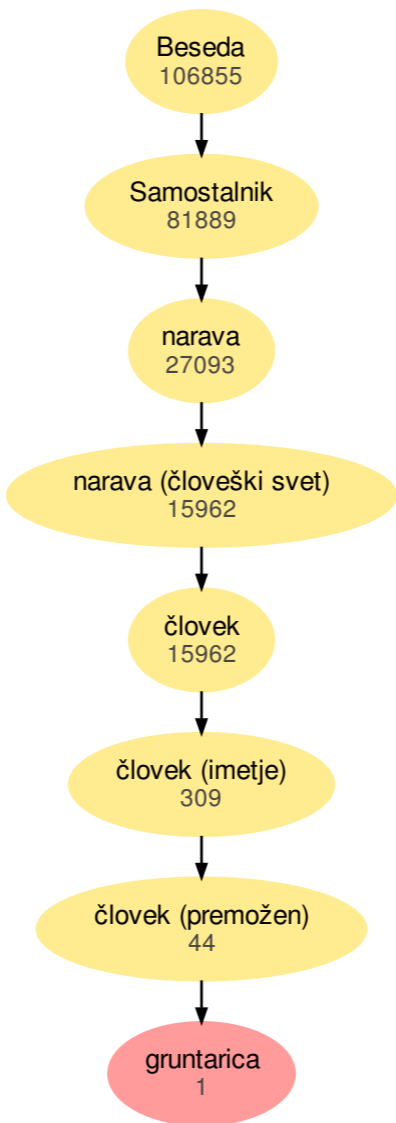 Beseda
106855
Samostalnik
81889
narava
27093
narava (človeški svet)
15962
človek
15962
človek (imetje)
309
človek (premožen)
44
gruntarica
1